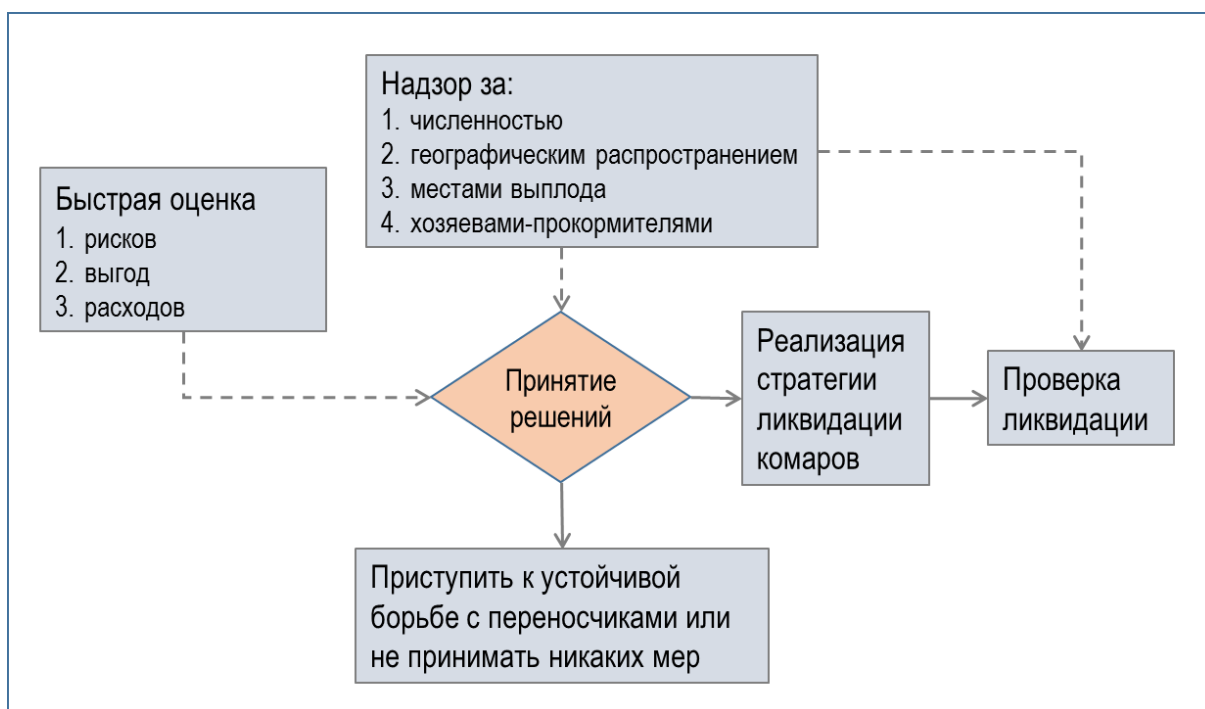 Надзор за:
1. численностью
2. географическим распространением
3. местами выплода
4. хозяевами-прокормителями
Быстрая оценка
1. рисков
2. выгод
3. расходов
Принятие
решений
Реализация
стратегии
ликвидации
комаров
Проверка
ликвидации
Приступить к устойчивой
борьбе с переносчиками или
не принимать никаких мер